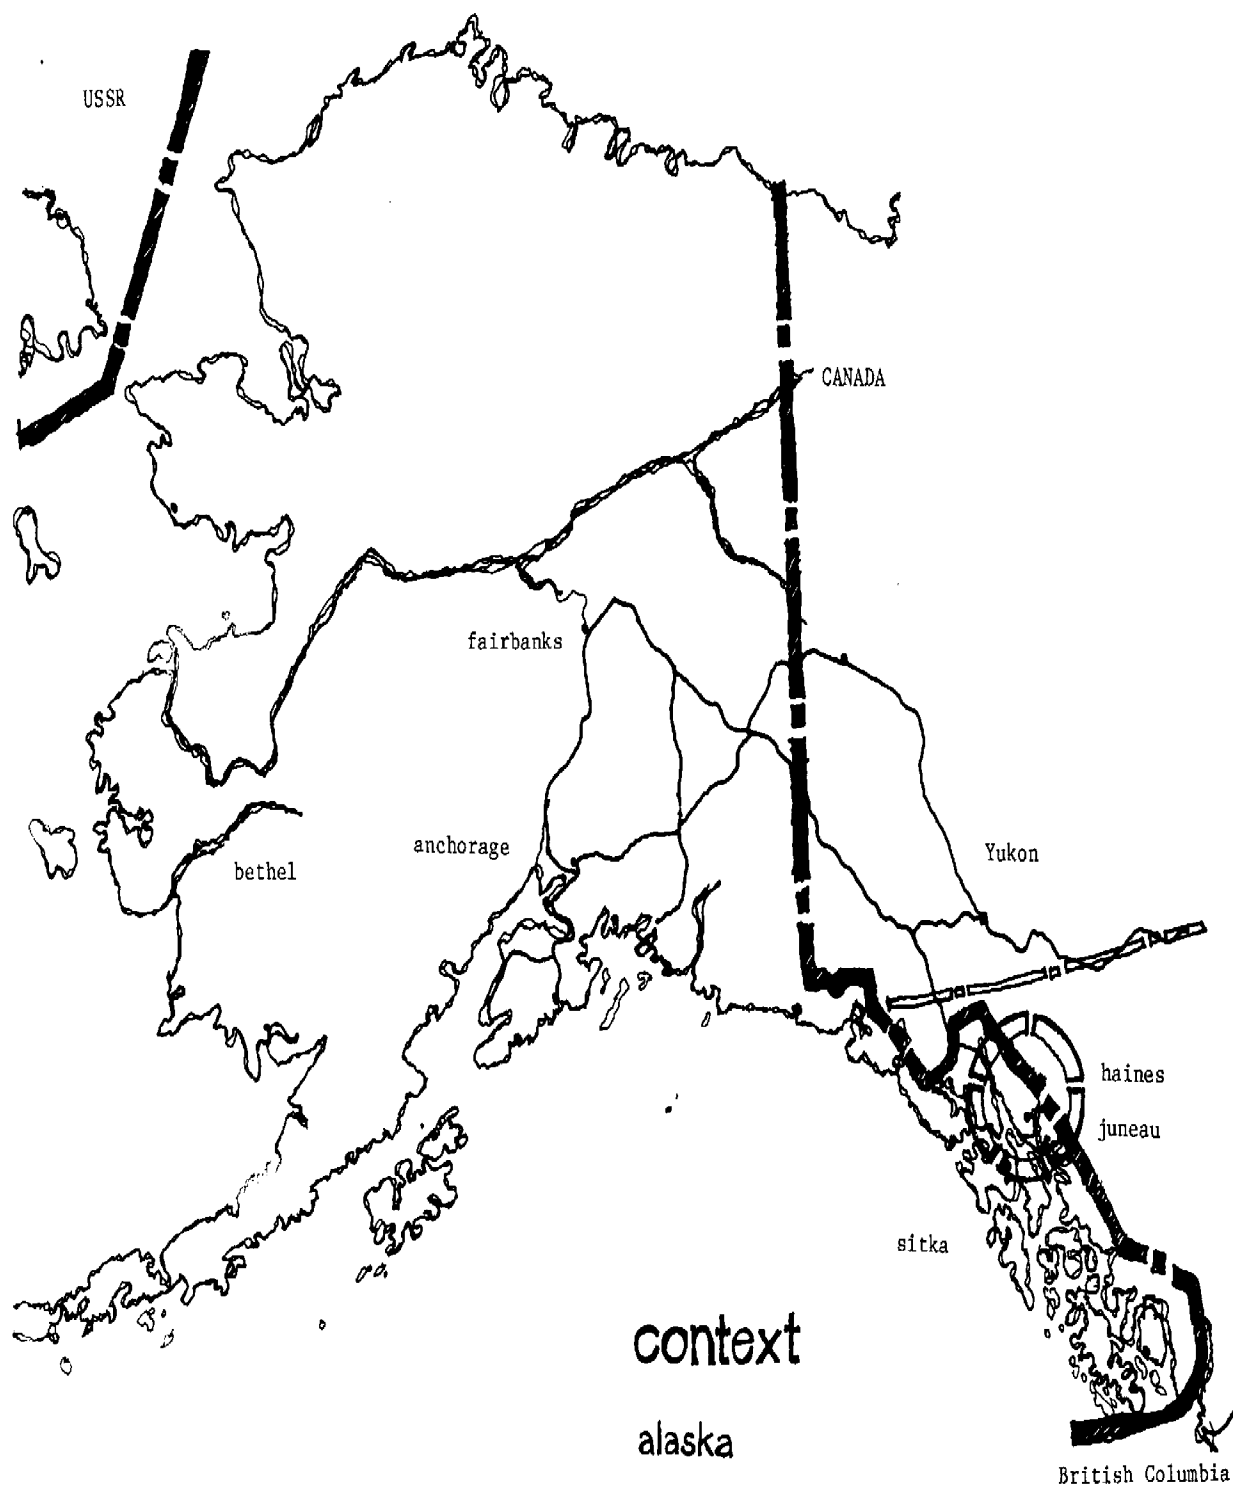 USSR
CANADA
fairbanks
anchorage
Yukon
bethel
haines
juneau
sitka
context
alaska
British Columbia